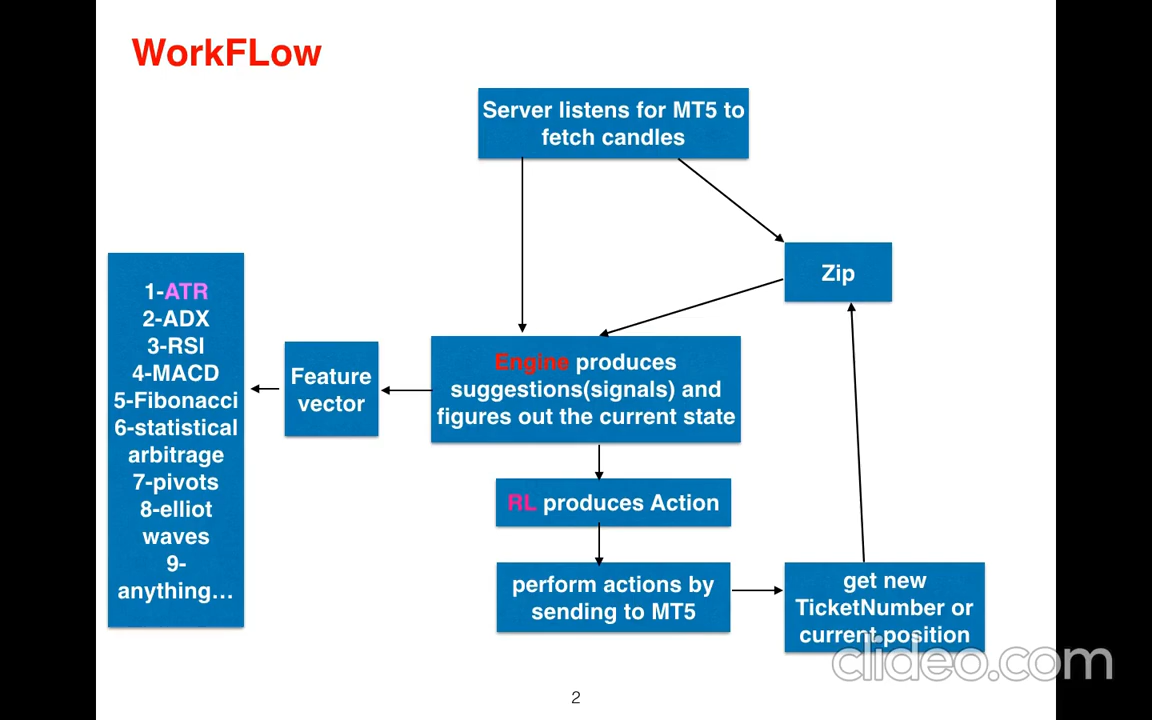 WorkFLow
Server listens for MT5 to
fetch candles
Zip
1-ATR
2-ADX
3-RSI
4-MACD
5-Fibonacci
6-statistical
arbitrage
7-pivots
8-elliot
waves
9-
anything...
Feature
vector
Engine produces
suggestions(signals) and
figures out the current state
RL produces Action
perform actions by
sending to MT5
get new
TicketNumber or
current position
clideo.com
2